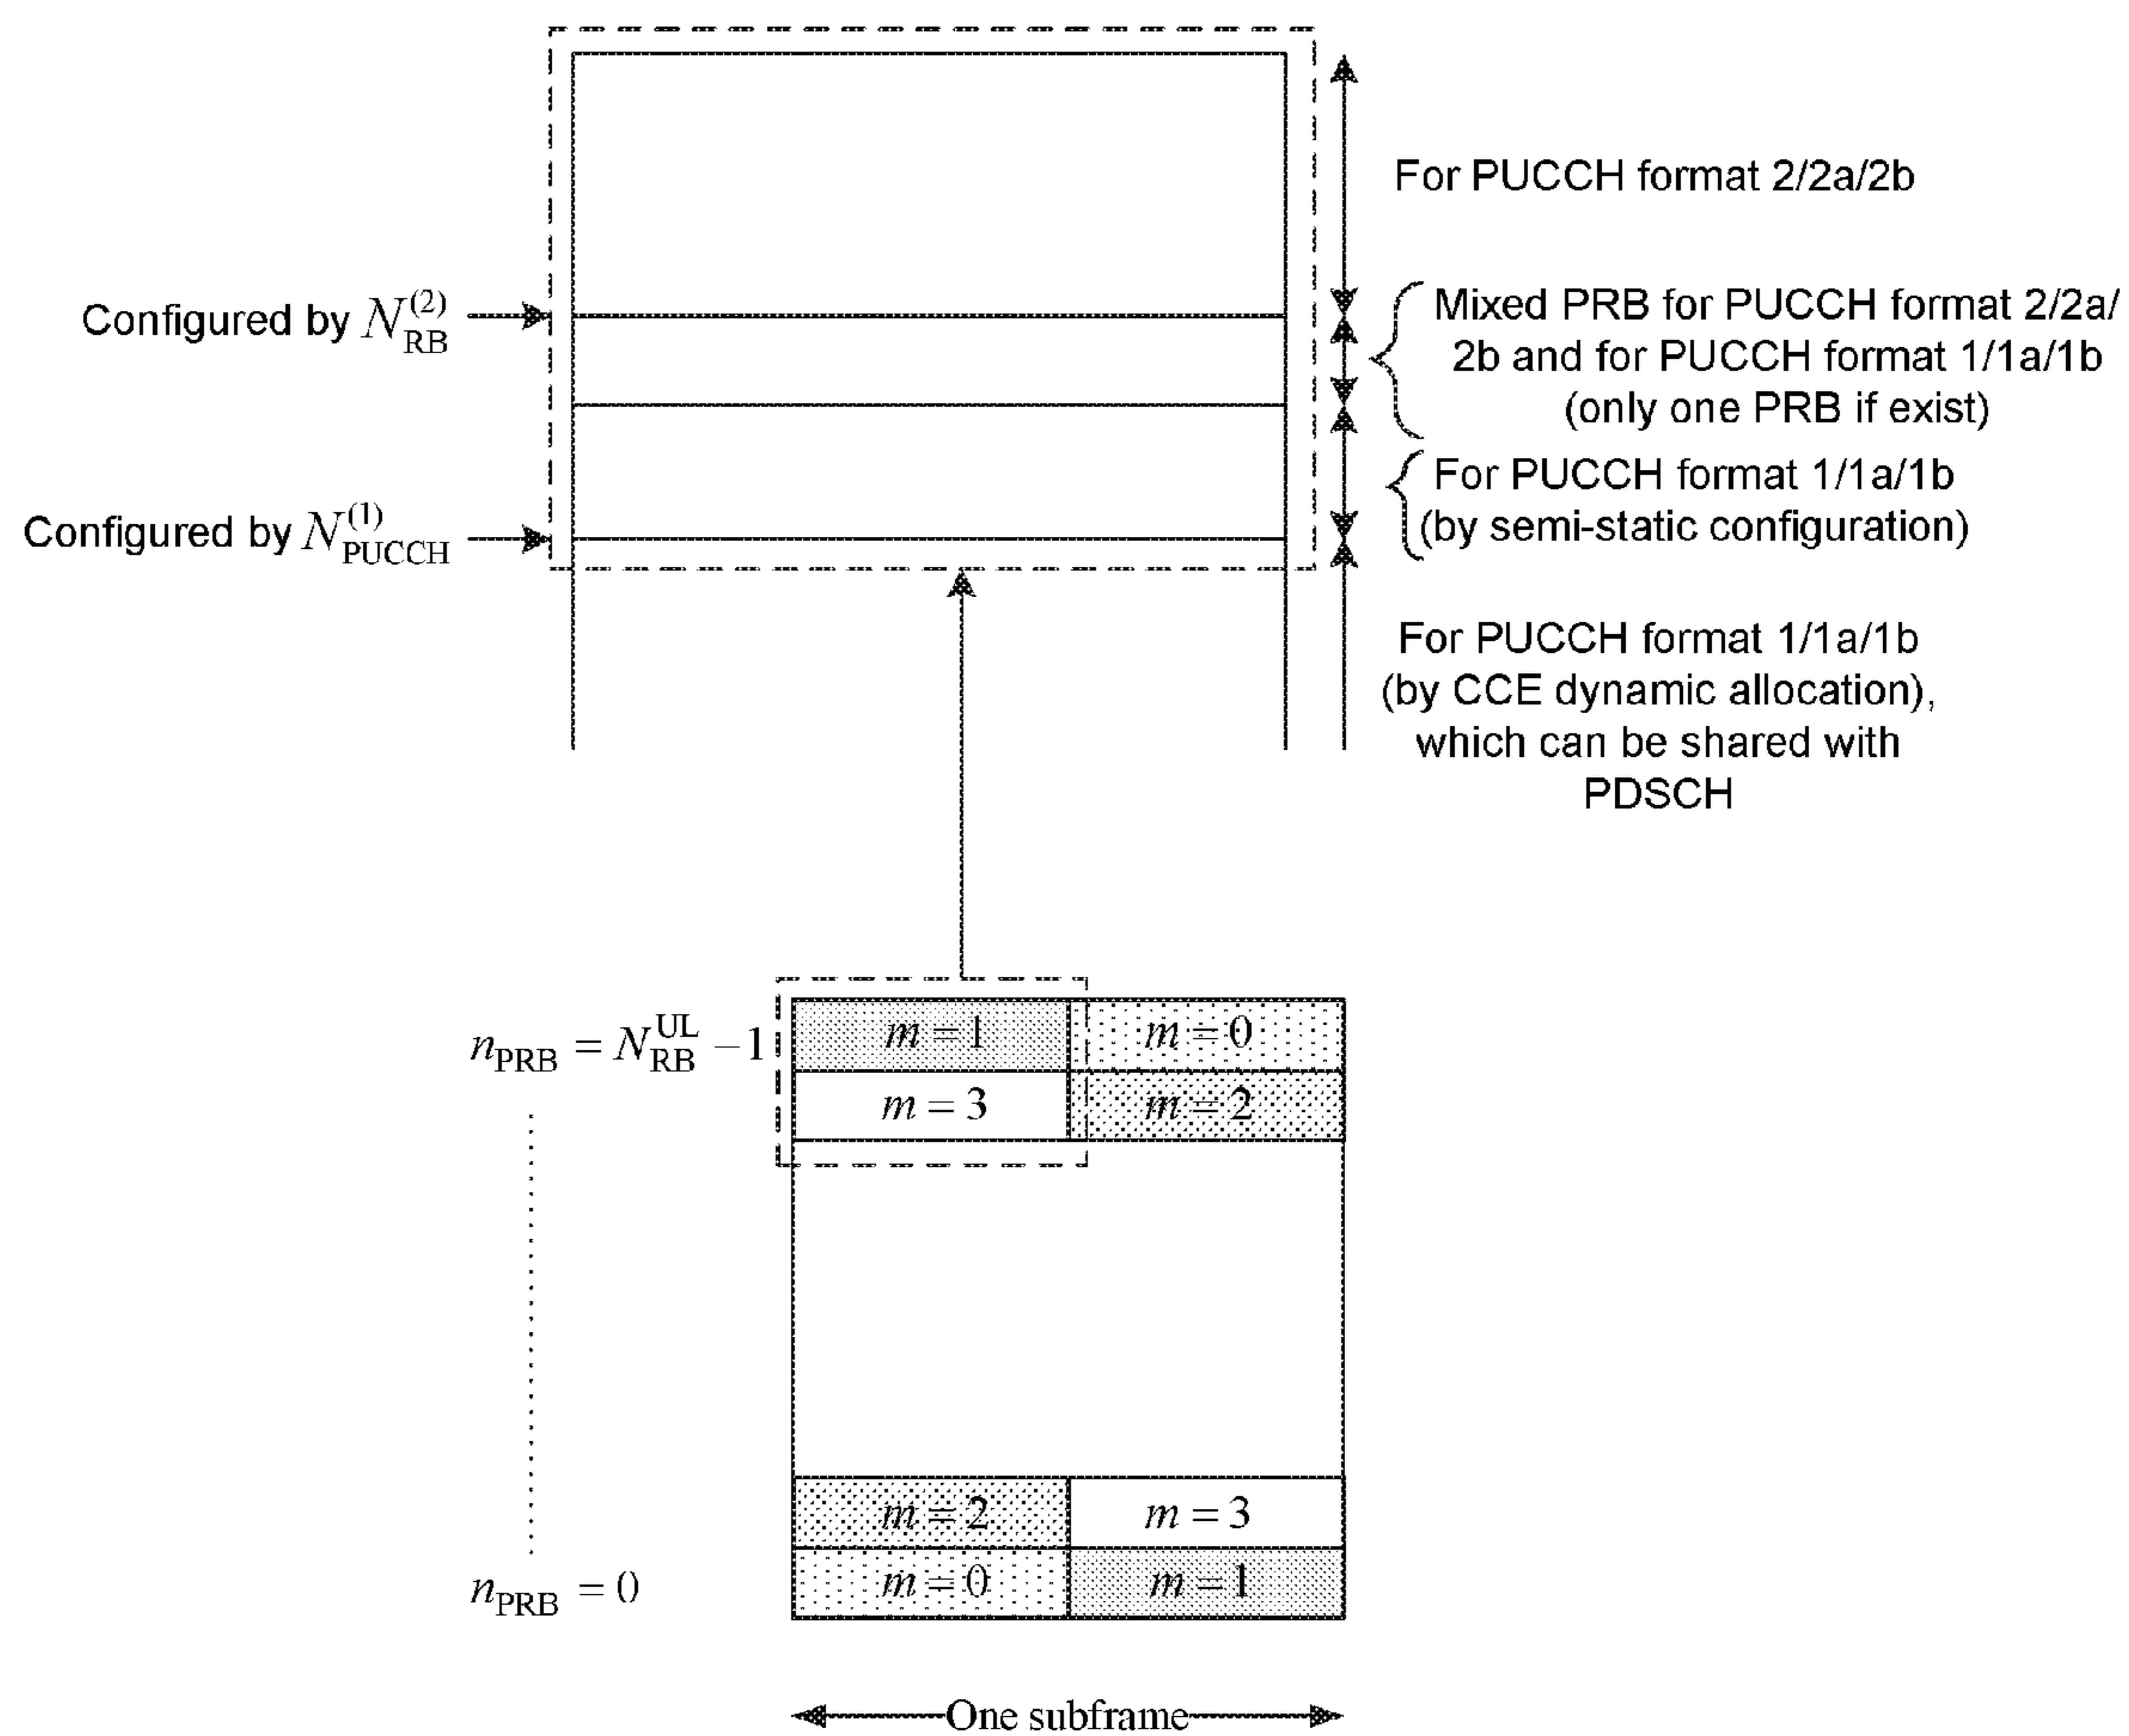 For PUCCH format 2/2a/2b
Configured by N_RB^(2)
Mixed PRB for PUCCH format 2/2a/
2b and for PUCCH format 1/1a/1b
(only one PRB if exist)
For PUCCH format 1/1a/1b
(by semi-static configuration)
Configured by N_PUCCH^(1)
For PUCCH format 1/1a/1b
(by CCE dynamic allocation),
which can be shared with
PDSCH
n_PRB = N_RB^UL − 1
m = 1
m = 0
m = 3
m = 2
m = 2
m = 3
n_PRB = 0
m = 0
m = 1
One subframe